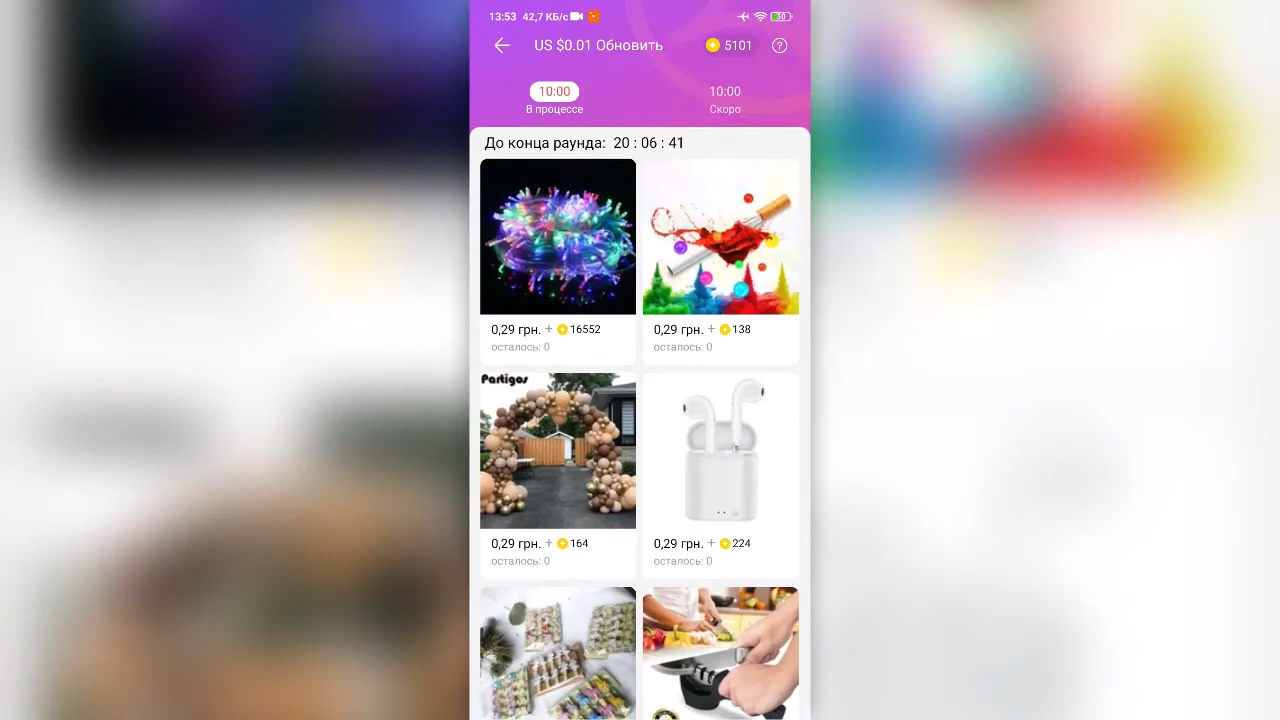 13:53 42,7 КБ/с 30
US $0.01 Обновить 5101 ?
10:00 10:00
В процессе Скоро
До конца раунда: 20 : 06 : 41
0,29 грн. + 16552 0,29 грн. + 138
осталось: 0 осталось: 0
Partigos
0,29 грн. + 164 0,29 грн. + 224
осталось: 0 осталось: 0